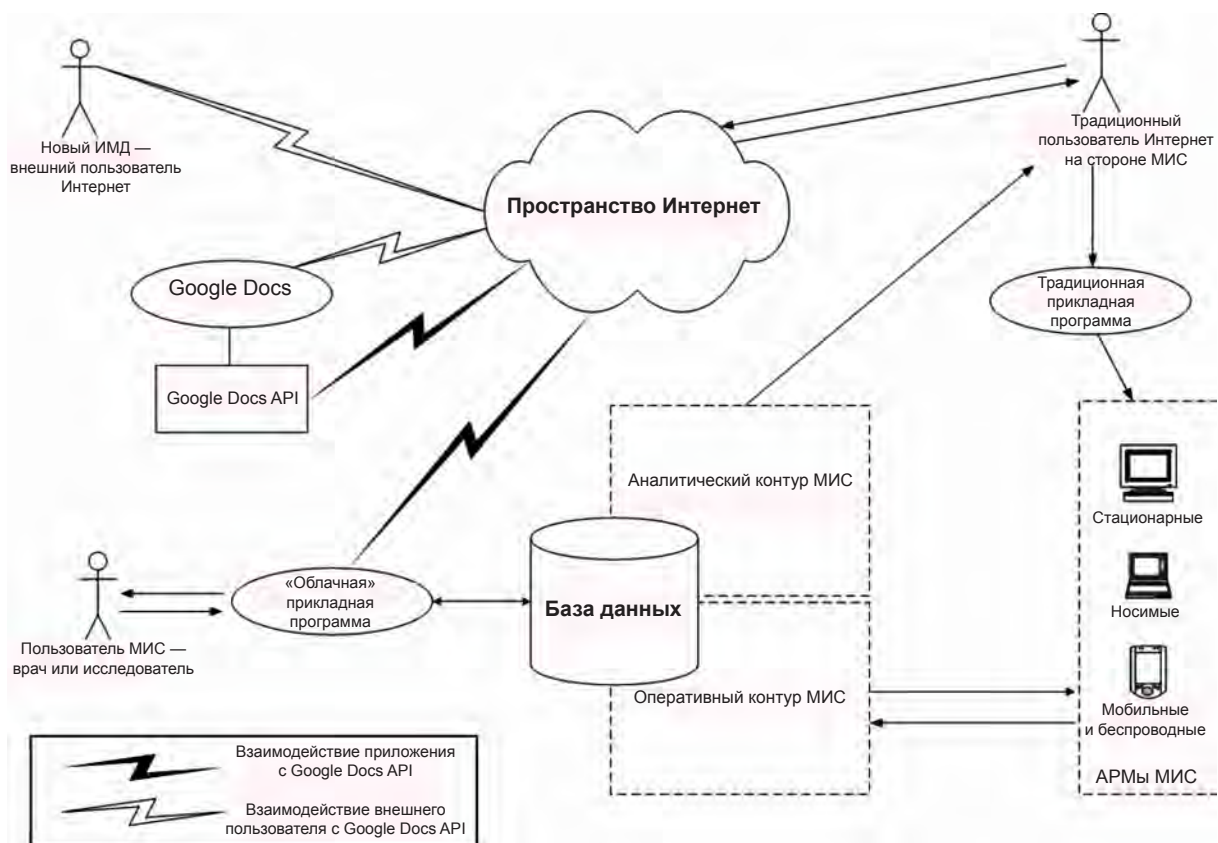 Новый ИМД —
внешний пользователь
Интернет
Традиционный
пользователь Интернет
на стороне МИС
Пространство Интернет
Google Docs
Традиционная
прикладная
программа
Google Docs API
Аналитический контур МИС
Стационарные
«Облачная»
прикладная
программа
База данных
Носимые
Пользователь МИС —
врач или исследователь
Оперативный контур МИС
Мобильные
и беспроводные
АРМы МИС
Взаимодействие приложения
с Google Docs API
Взаимодействие внешнего
пользователя с Google Docs API